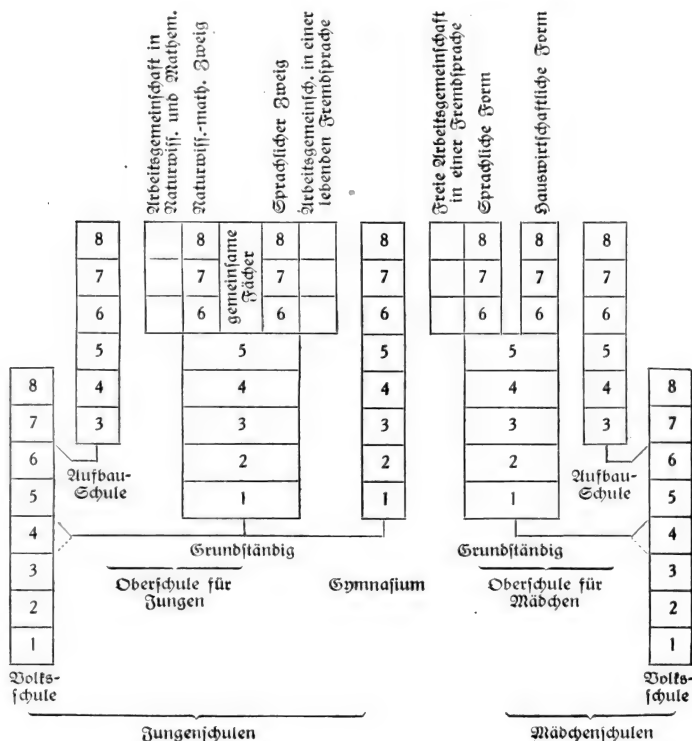 Arbeitsgemeinschaft in
Naturwiss. und Mathem.
Naturwiss.-math. Zweig
Sprachlicher Zweig
Arbeitsgemeinsch. in einer
lebenden Fremdsprache
Freie Arbeitsgemeinschaft
in einer Fremdsprache
Sprachliche Form
Hauswirtschaftliche Form
gemeinsame
Fächer
8 8 8 8 8 8 8
7 7 7 7 7 7 7
6 6 6 6 6 6 6
5 5 5 5 5
8 4 4 4 4 4 8
7 3 3 3 3 3 7
6 2 2 2 6
Aufbau-
Schule
Aufbau-
Schule
5 1 1 1 5
4 4
Grundständig
Grundständig
3 3
Oberschule für
Jungen
Gymnasium
Oberschule für
Mädchen
2 2
1 1
Volks-
schule
Volks-
schule
Jungenschulen
Mädchenschulen